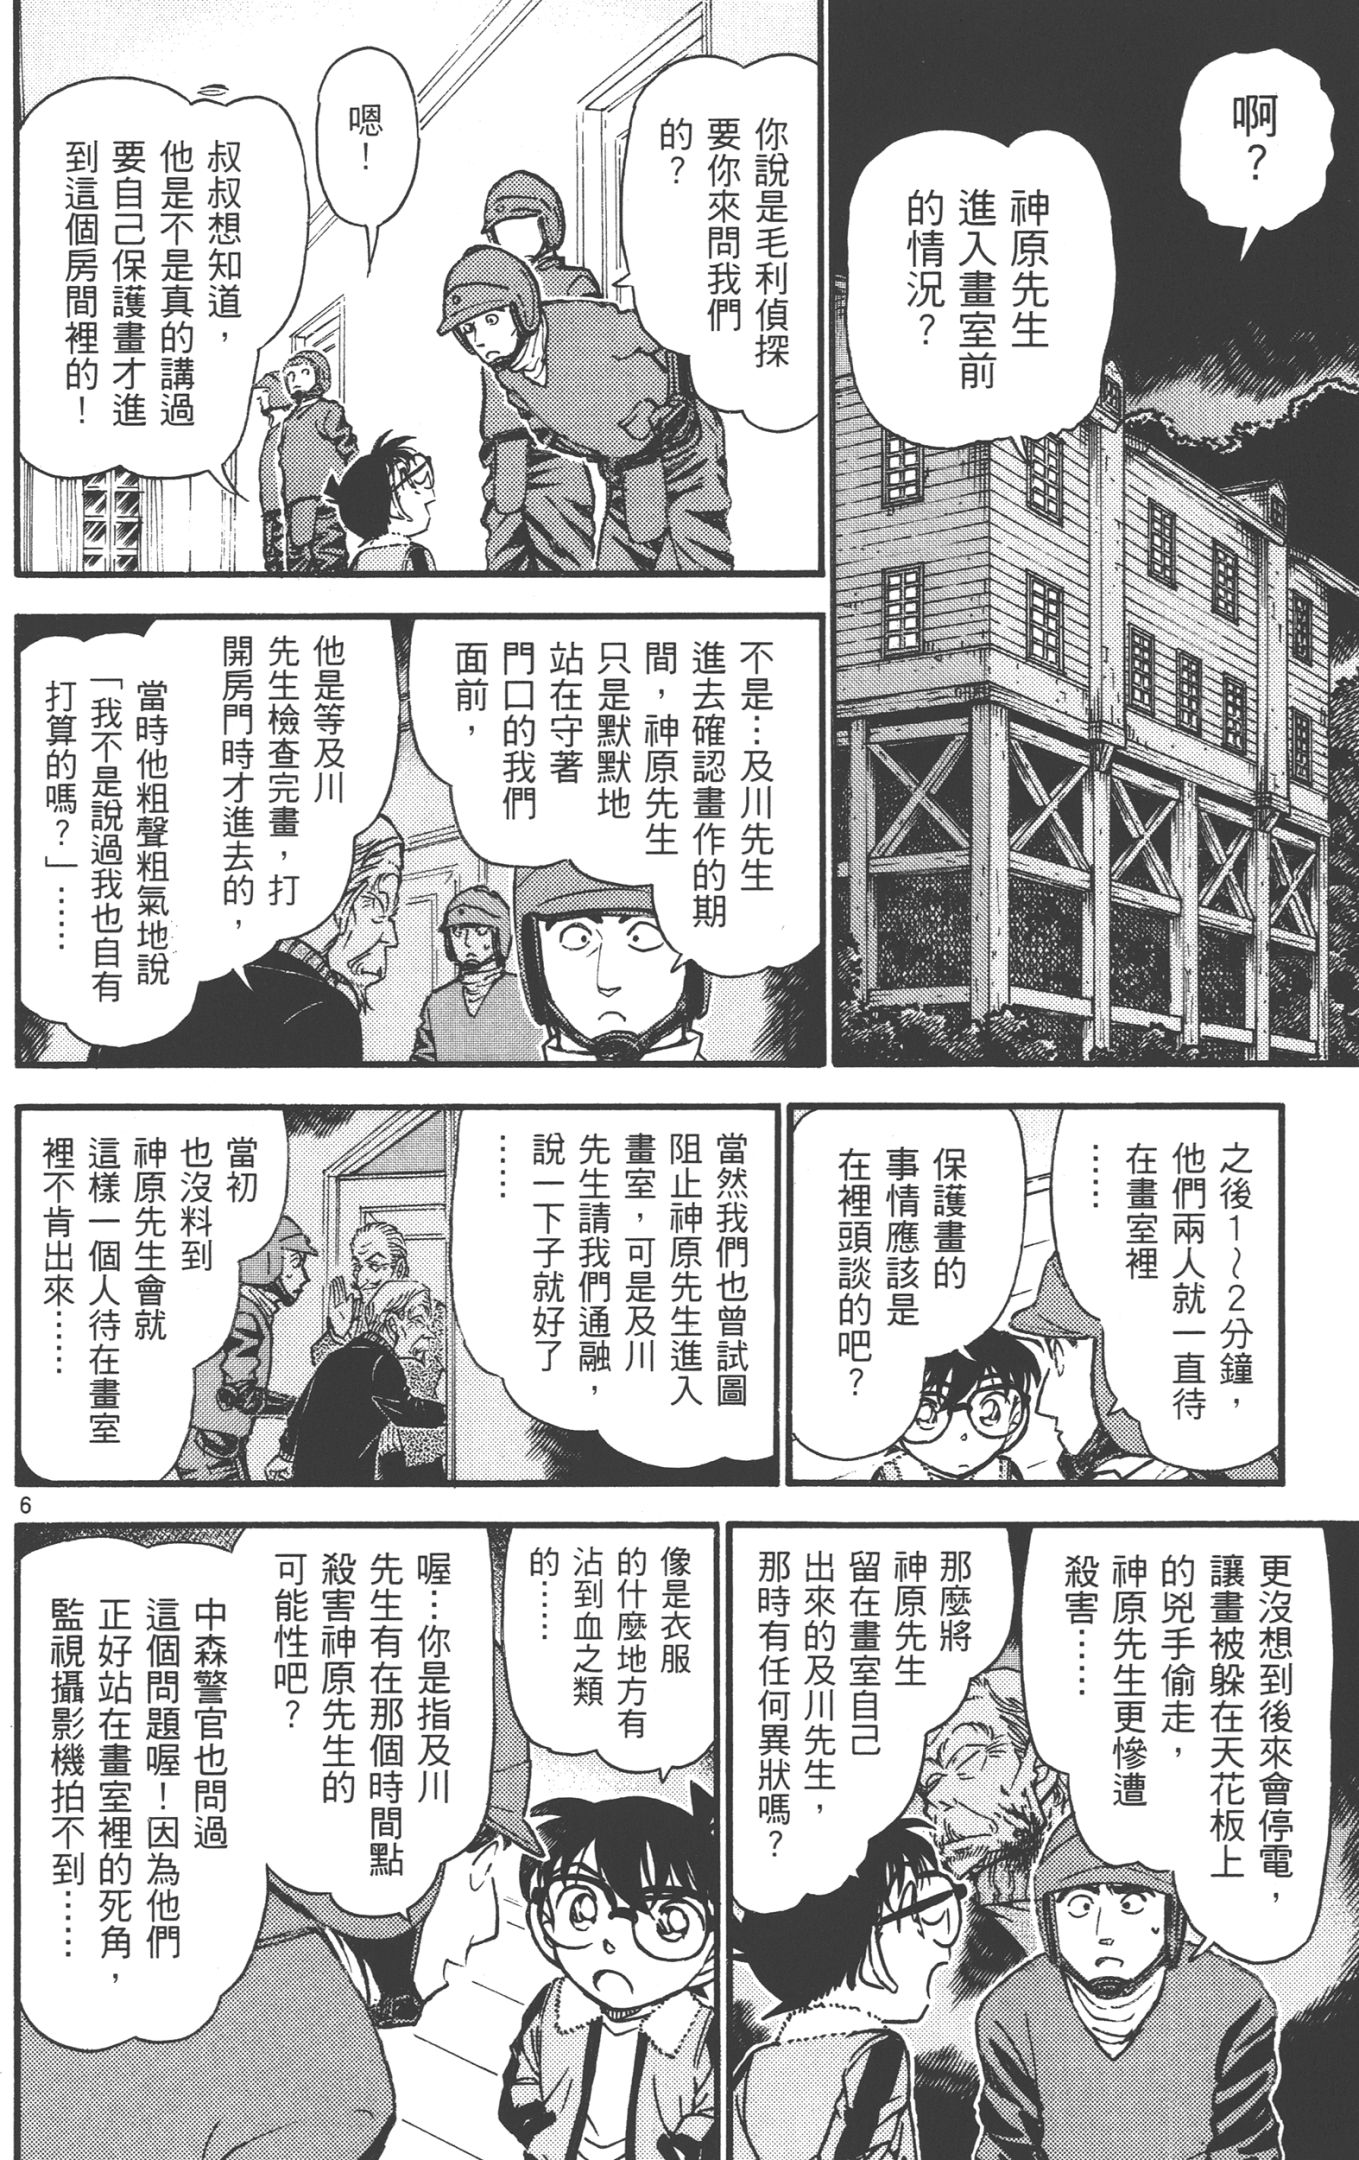 啊？
神原先生
進入畫室前
的情況？
你說是毛利偵探
要你來問我們
的？
嗯！
叔叔想知道，
他是不是真的講過
要自己保護畫才進
到這個房間裡的！
不是⋯及川先生
進去確認畫作的期
間，神原先生
只是默默地
站在守著
門口的我們
面前，
他是等及川
先生檢查完畫，打
開房門時才進去的，
當時他粗聲粗氣地說
「我不是說過我也自有
打算的嗎？」⋯⋯
之後1~2分鐘，
他們兩人就一直待
在畫室裡
⋯⋯
保護畫的
事情應該是
在裡頭談的吧？
當然我們也曾試圖
阻止神原先生進入
畫室，可是及川
先生請我們通融，
說一下子就好了
⋯⋯
當初
也沒料到
神原先生會就
這樣一個人待在畫室
裡不肯出來⋯⋯
更沒想到後來會停電，
讓畫被躲在天花板上
的兇手偷走，
神原先生更慘遭
殺害⋯⋯
那麼將
神原先生
留在畫室自己
出來的及川先生，
那時有任何異狀嗎？
像是衣服
的什麼地方有
沾到血之類
的⋯⋯
喔⋯你是指及川
先生有在那個時間點
殺害神原先生的
可能性吧？
中森警官也問過
這個問題喔！因為他們
正好站在畫室裡的死角，
監視攝影機拍不到⋯⋯
6